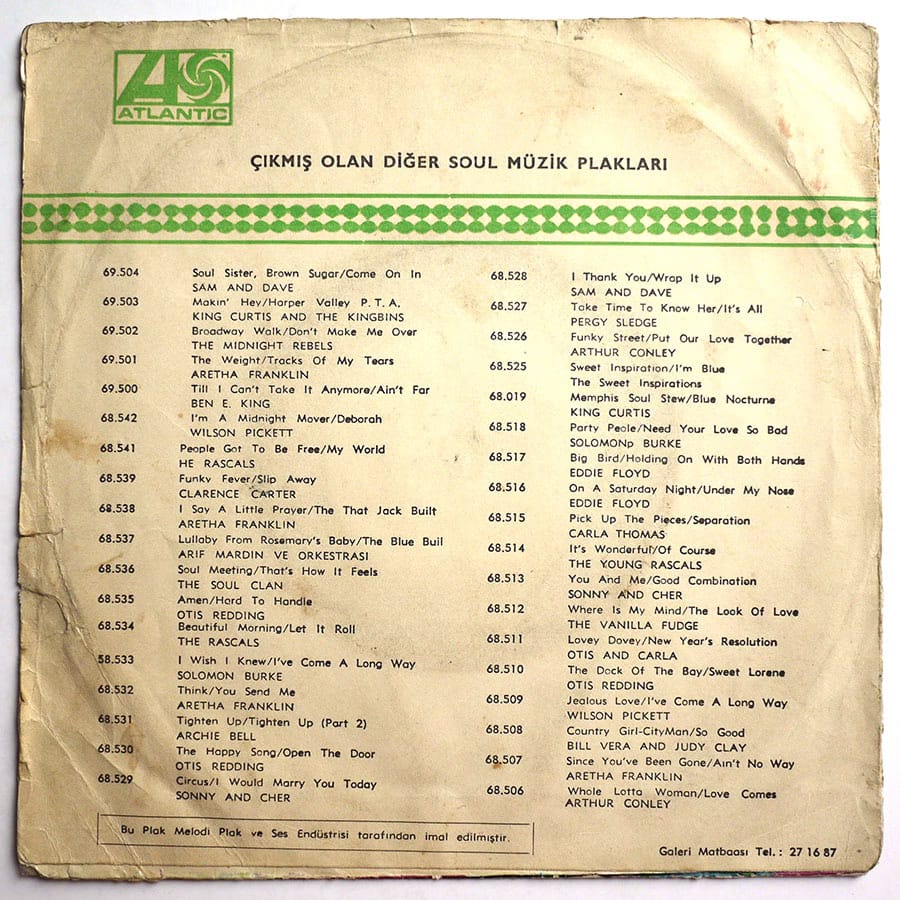 ATLANTIC
ÇIKMIŞ OLAN DİĞER SOUL MÜZİK PLAKLARI
69.504 Soul Sister, Brown Sugar/Come On In
SAM AND DAVE
69.503 Makin' Hey/Harper Valley P. T. A.
KING CURTIS AND THE KINGBINS
69.502 Broadway Walk/Don't Make Me Over
THE MIDNIGHT REBELS
69.501 The Weight/Tracks Of My Tears
ARETHA FRANKLIN
69.500 Till I Can't Take It Anymore/Ain't Far
BEN E. KING
68.542 I'm A Midnight Mover/Deborah
WILSON PICKETT
68.541 People Got To Be Free/My World
HE RASCALS
68.539 Funky Fever/Slip Away
CLARENCE CARTER
68.538 I Say A Little Prayer/The That Jack Built
ARETHA FRANKLIN
68.537 Lullaby From Rosemary's Baby/The Blue Buil
ARIF MARDIN VE ORKESTRASI
68.536 Soul Meeting/That's How It Feels
THE SOUL CLAN
68.535 Amen/Hard To Handle
OTIS REDDING
68.534 Beautiful Morning/Let It Roll
THE RASCALS
58.533 I Wish I Knew/I've Come A Long Way
SOLOMON BURKE
68.532 Think/You Send Me
ARETHA FRANKLIN
68.531 Tighten Up/Tighten Up (Part 2)
ARCHIE BELL
68.530 The Happy Song/Open The Door
OTIS REDDING
68.529 Circus/I Would Marry You Today
SONNY AND CHER
68.528 I Thank You/Wrap It Up
SAM AND DAVE
68.527 Take Time To Know Her/It's All
PERGY SLEDGE
68.526 Funky Street/Put Our Love Together
ARTHUR CONLEY
68.525 Sweet Inspiration/I'm Blue
The Sweet Inspirations
68.019 Memphis Soul Stew/Blue Nocturne
KING CURTIS
68.518 Party Peole/Need Your Love So Bad
SOLOMONp BURKE
68.517 Big Bird/Holding On With Both Hands
EDDIE FLOYD
68.516 On A Saturday Night/Under My Nose
EDDIE FLOYD
68.515 Pick Up The Pieces/Separation
CARLA THOMAS
68.514 It's Wonderful/Of Course
THE YOUNG RASCALS
68.513 You And Me/Good Combination
SONNY AND CHER
68.512 Where Is My Mind/The Look Of Love
THE VANILLA FUDGE
68.511 Lovey Dovey/New Year's Resolution
OTIS AND CARLA
68.510 The Dock Of The Bay/Sweet Lorene
OTIS REDDING
68.509 Jealous Love/I've Come A Long Way
WILSON PICKETT
68.508 Country Girl-CityMan/So Good
BILL VERA AND JUDY CLAY
68.507 Since You've Been Gone/Ain't No Way
ARETHA FRANKLIN
68.506 Whole Lotta Woman/Love Comes
ARTHUR CONLEY
Bu Plak Melodi Plak ve Ses Endüstrisi tarafından imal edilmiştir.
Galeri Matbaası Tel. : 27 16 87